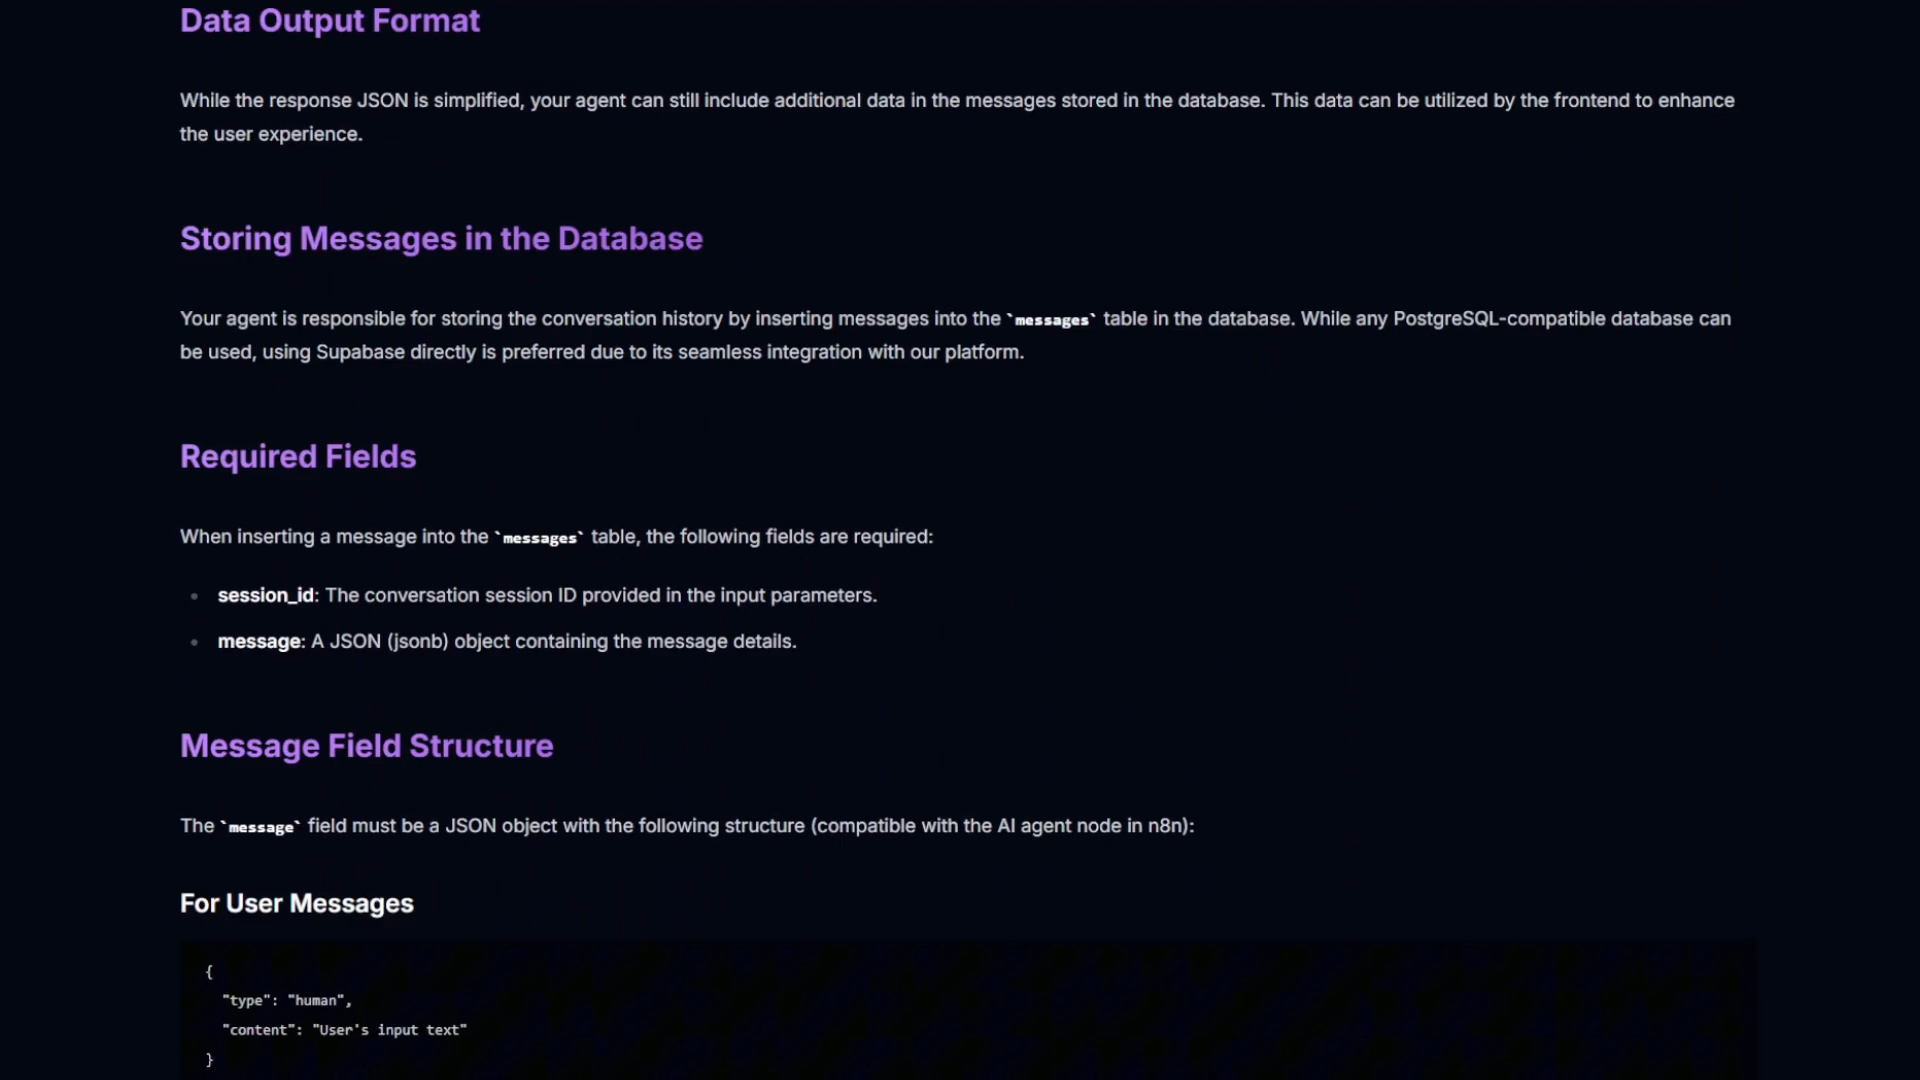 Data Output Format
While the response JSON is simplified, your agent can still include additional data in the messages stored in the database. This data can be utilized by the frontend to enhance
the user experience.
Storing Messages in the Database
Your agent is responsible for storing the conversation history by inserting messages into the `messages` table in the database. While any PostgreSQL-compatible database can
be used, using Supabase directly is preferred due to its seamless integration with our platform.
Required Fields
When inserting a message into the `messages` table, the following fields are required:
• session_id: The conversation session ID provided in the input parameters.
• message: A JSON (jsonb) object containing the message details.
Message Field Structure
The `message` field must be a JSON object with the following structure (compatible with the AI agent node in n8n):
For User Messages
{
  "type": "human",
  "content": "User's input text"
}